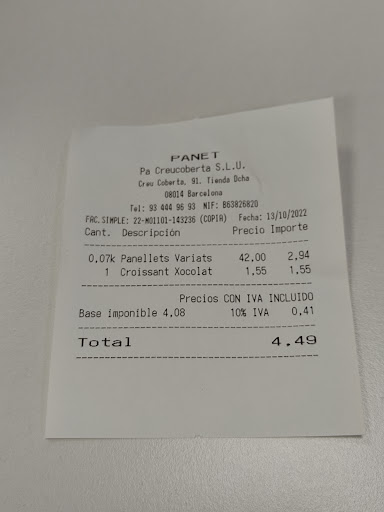 PANET
Pa Creucoberta S.L.U.
Creu Coberta, 91. Tienda Dcha
08014 Barcelona
Tel: 93 444 96 93 NIF: B63826820
FAC.SIMPLE: 22-M01101-143236 (COPIA) Fecha: 13/10/2022
Cant. Descripción Precio Importe
0,07k Panellets Variats 42,00 2,94
1 Croissant Xocolat 1,55 1,55
Precios CON IVA INCLUIDO
Base imponible 4,08 10% IVA 0,41
Total 4.49